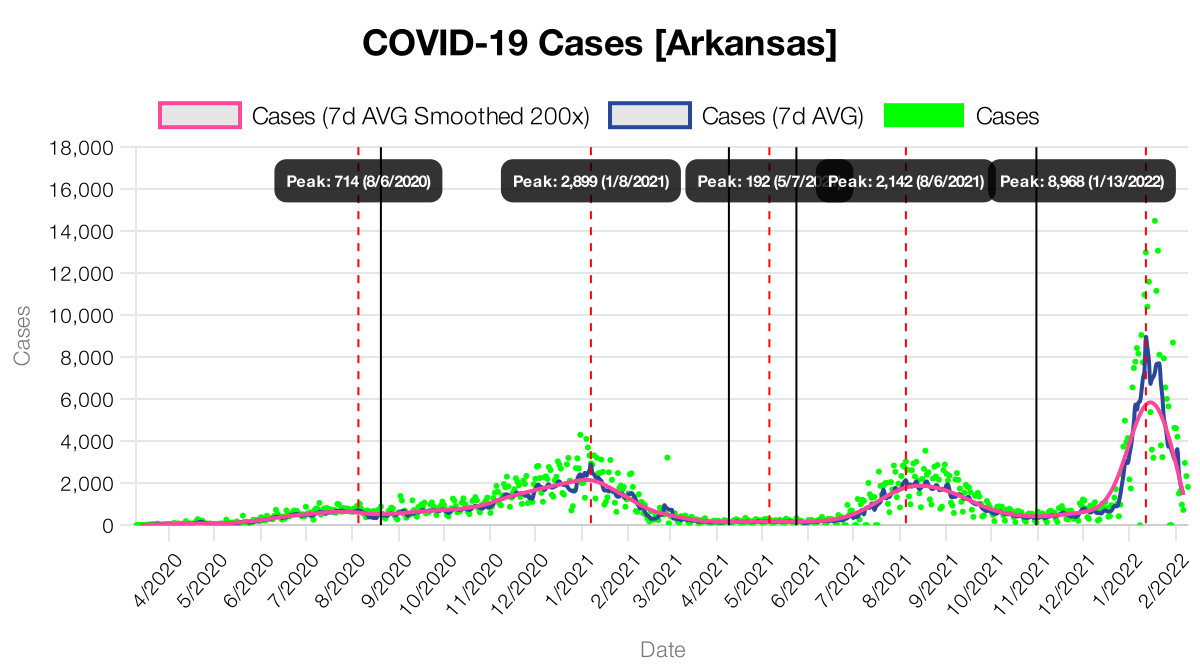 COVID-19 Cases [Arkansas]
Cases (7d AVG Smoothed 200x) Cases (7d AVG) Cases
18,000
Peak: 714 (8/6/2020) Peak: 2,899 (1/8/2021) Peak: 192 (5/7/20 Peak: 2,142 (8/6/2021) Peak: 8,968 (1/13/2022)
16,000
14,000
12,000
10,000
8,000
6,000
4,000
2,000
0
Cases
4/2020 5/2020 6/2020 7/2020 8/2020 9/2020 10/2020 11/2020 12/2020 1/2021 2/2021 3/2021 4/2021 5/2021 6/2021 7/2021 8/2021 9/2021 10/2021 11/2021 12/2021 1/2022 2/2022
Date